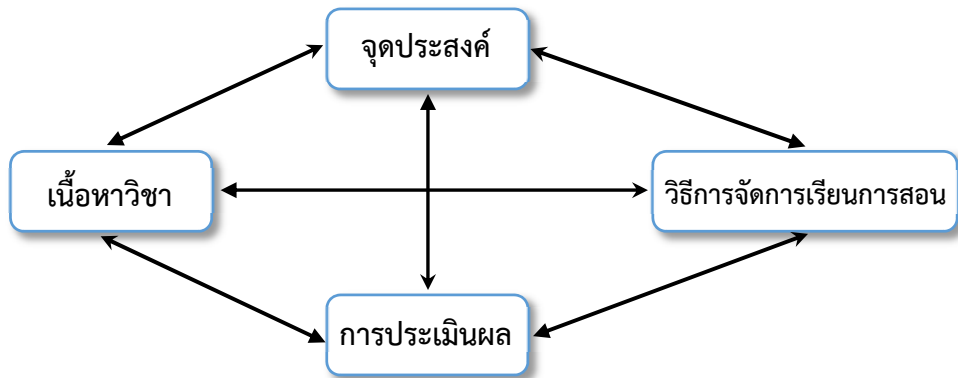 จุดประสงค์
เนื้อหาวิชา
วิธีการจัดการเรียนการสอน
การประเมินผล